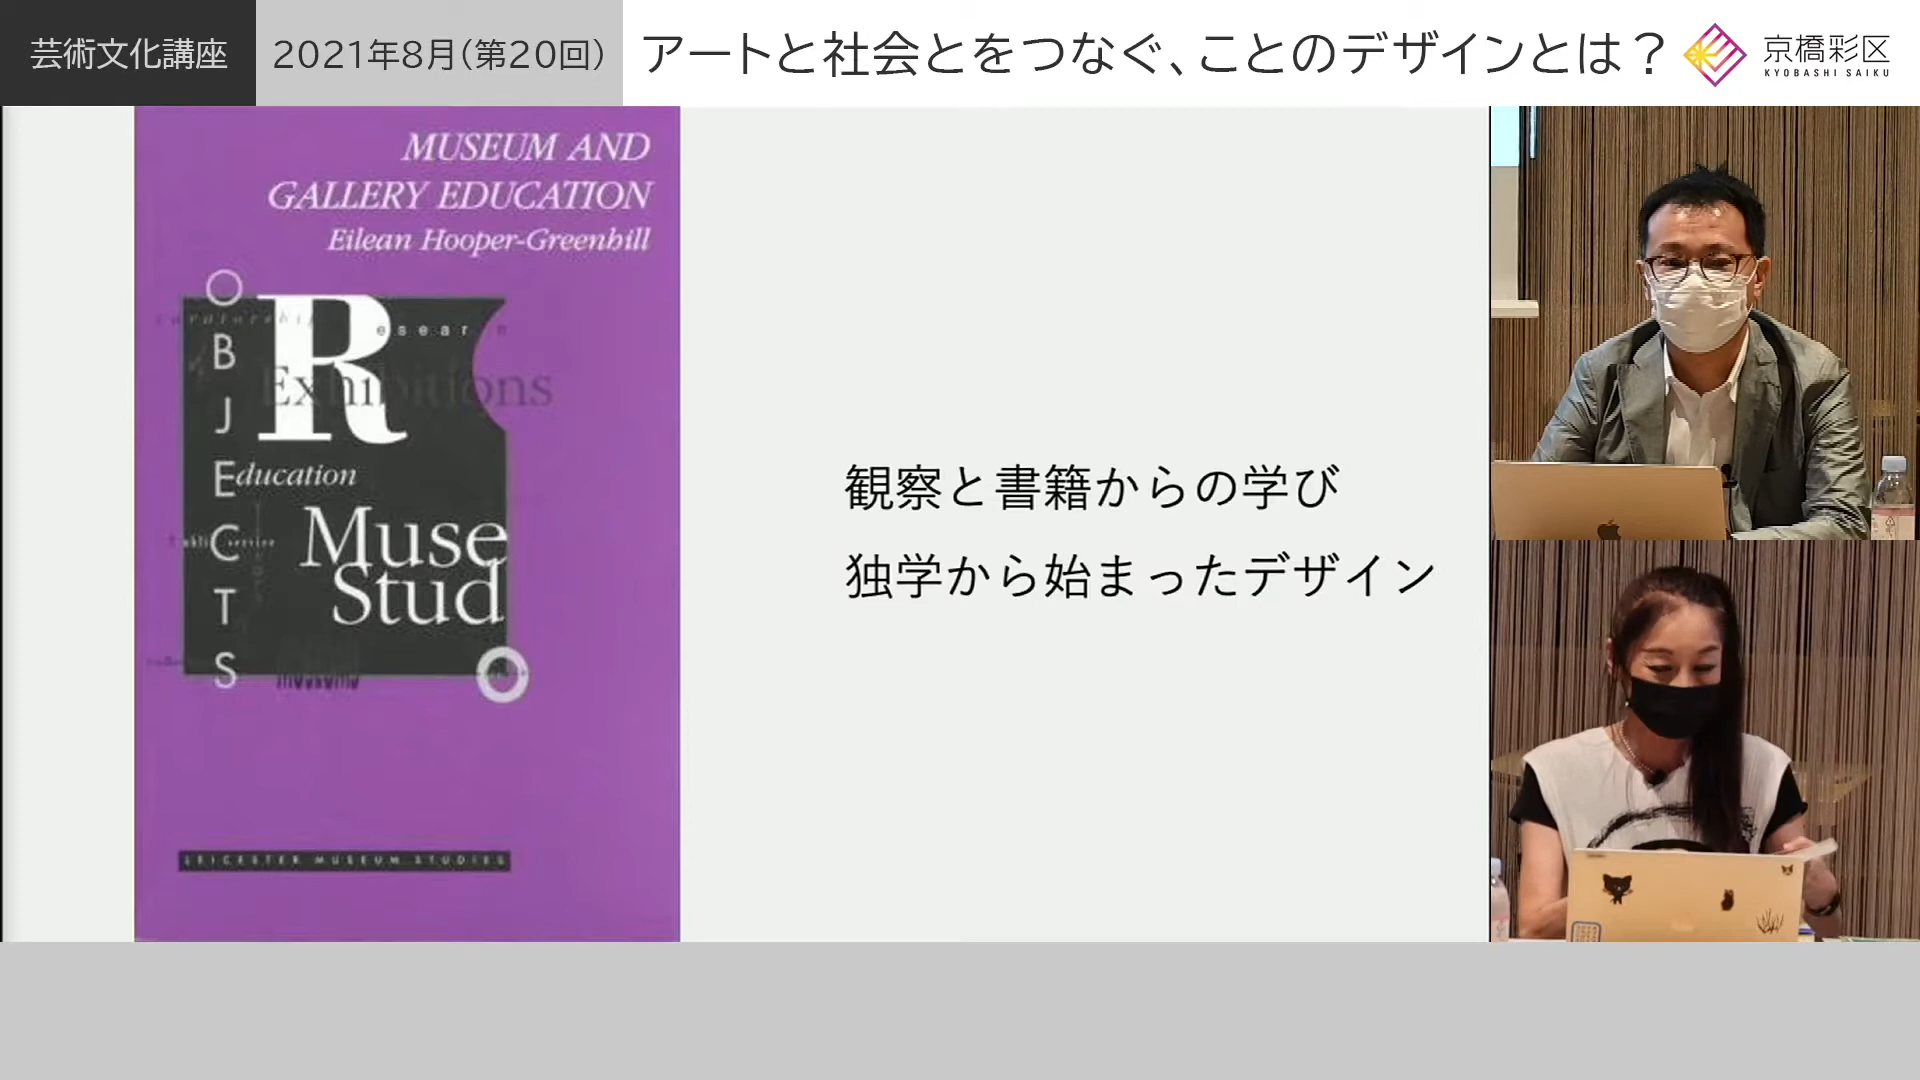 芸術文化講座
2021年8月(第20回)
アートと社会とをつなぐ、ことのデザインとは？
京橋彩区
KYOBASHI SAIKU
MUSEUM AND
GALLERY EDUCATION
Eilean Hooper-Greenhill
OBJECTS
R
esear
Exhibitions
Education
Muse
Stud
LEICESTER MUSEUM STUDIES
観察と書籍からの学び
独学から始まったデザイン